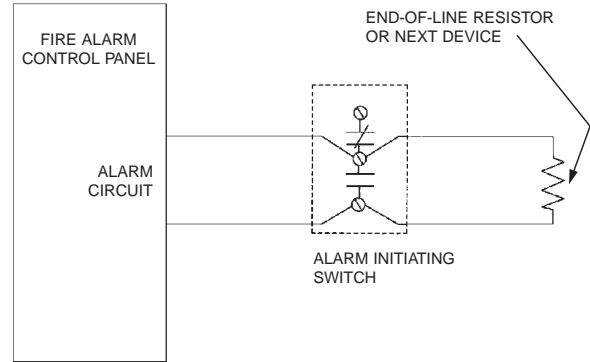 END-OF-LINE RESISTOR
OR NEXT DEVICE
FIRE ALARM
CONTROL PANEL
ALARM
CIRCUIT
ALARM INITIATING
SWITCH